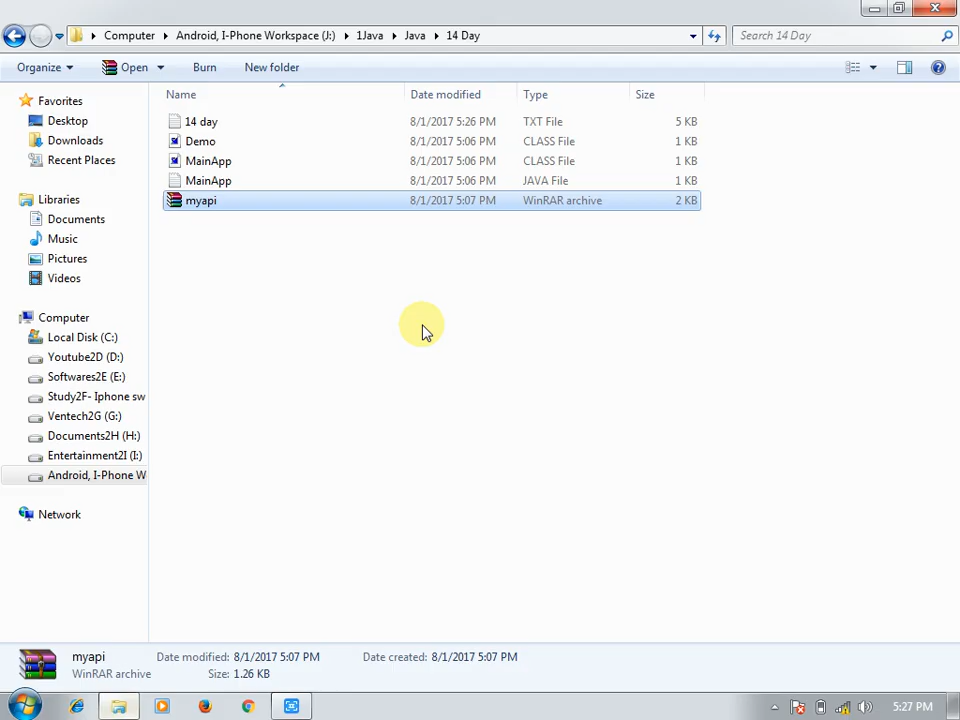 Computer Android, I-Phone Workspace (J:) 1Java Java 14 Day Search 14 Day
Organize Open Burn New folder
Name Date modified Type Size
14 day 8/1/2017 5:26 PM TXT File 5 KB
Demo 8/1/2017 5:06 PM CLASS File 1 KB
MainApp 8/1/2017 5:06 PM CLASS File 1 KB
MainApp 8/1/2017 5:06 PM JAVA File 1 KB
myapi 8/1/2017 5:07 PM WinRAR archive 2 KB
Favorites
Desktop
Downloads
Recent Places
Libraries
Documents
Music
Pictures
Videos
Computer
Local Disk (C:)
Youtube2D (D:)
Softwares2E (E:)
Study2F- Iphone sw
Ventech2G (G:)
Documents2H (H:)
Entertainment2I (I:)
Android, I-Phone W
Network
myapi Date modified: 8/1/2017 5:07 PM Date created: 8/1/2017 5:07 PM
WinRAR archive Size: 1.26 KB
5:27 PM